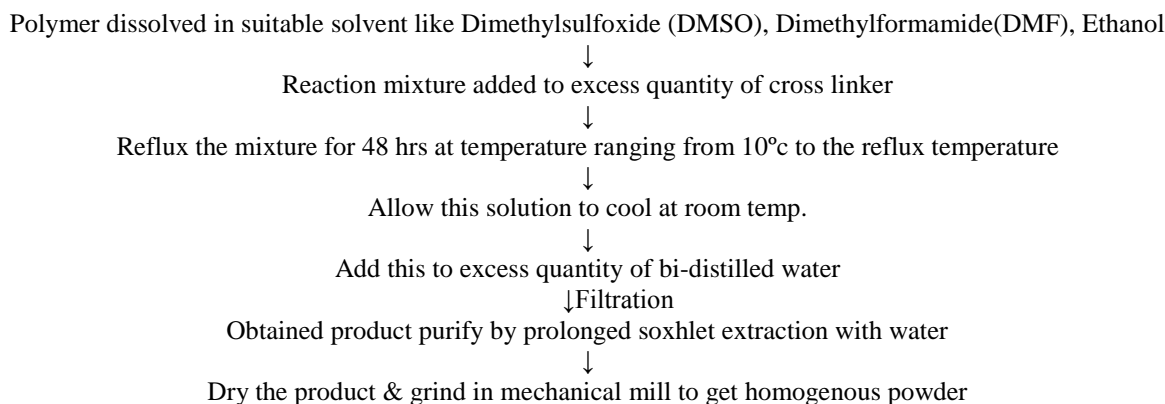 Polymer dissolved in suitable solvent like Dimethylsulfoxide (DMSO), Dimethylformamide(DMF), Ethanol
↓
Reaction mixture added to excess quantity of cross linker
↓
Reflux the mixture for 48 hrs at temperature ranging from 10ºc to the reflux temperature
↓
Allow this solution to cool at room temp.
↓
Add this to excess quantity of bi-distilled water
↓Filtration
Obtained product purify by prolonged soxhlet extraction with water
↓
Dry the product & grind in mechanical mill to get homogenous powder